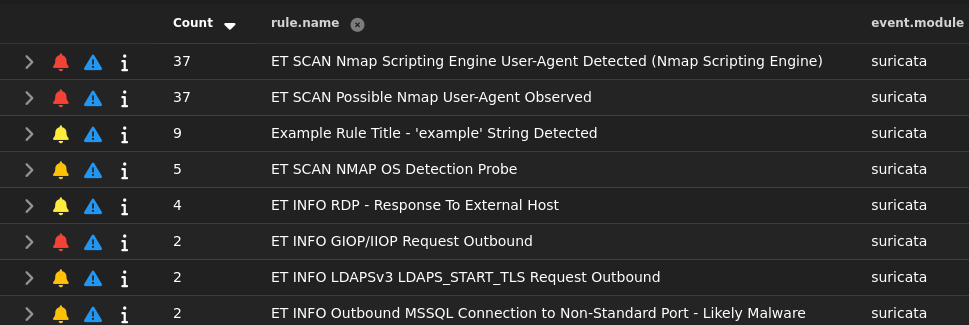 Count rule.name event.module
37 ET SCAN Nmap Scripting Engine User-Agent Detected (Nmap Scripting Engine) suricata
37 ET SCAN Possible Nmap User-Agent Observed suricata
9 Example Rule Title - 'example' String Detected suricata
5 ET SCAN NMAP OS Detection Probe suricata
4 ET INFO RDP - Response To External Host suricata
2 ET INFO GIOP/IIOP Request Outbound suricata
2 ET INFO LDAPSv3 LDAPS_START_TLS Request Outbound suricata
2 ET INFO Outbound MSSQL Connection to Non-Standard Port - Likely Malware suricata